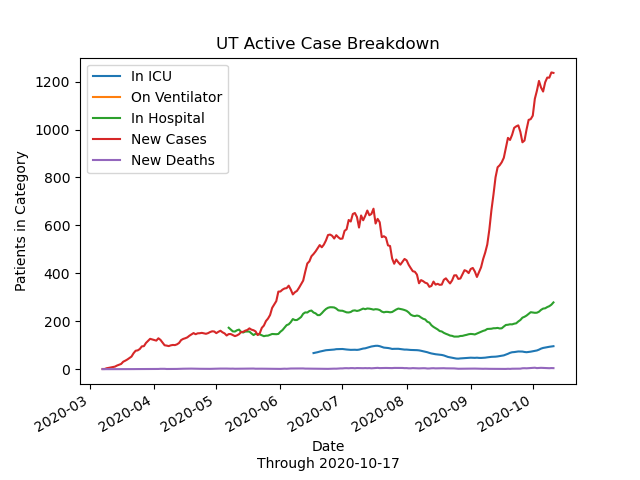 UT Active Case Breakdown
In ICU
On Ventilator
In Hospital
New Cases
New Deaths
Patients in Category
1200
1000
800
600
400
200
0
2020-03
2020-04
2020-05
2020-06
2020-07
2020-08
2020-09
2020-10
Date
Through 2020-10-17